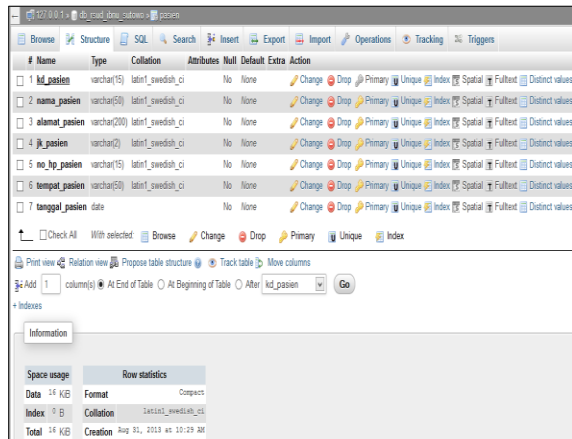 127.0.0.1 » db_rsud_ibnu_sutowo » pasien
Browse Structure SQL Search Insert Export Import Operations Tracking Triggers
# Name Type Collation Attributes Null Default Extra Action
1 kd_pasien varchar(15) latin1_swedish_ci No None Change Drop Primary Unique Index Spatial Fulltext Distinct values
2 nama_pasien varchar(50) latin1_swedish_ci No None Change Drop Primary Unique Index Spatial Fulltext Distinct values
3 alamat_pasien varchar(200) latin1_swedish_ci No None Change Drop Primary Unique Index Spatial Fulltext Distinct values
4 jk_pasien varchar(2) latin1_swedish_ci No None Change Drop Primary Unique Index Spatial Fulltext Distinct values
5 no_hp_pasien varchar(15) latin1_swedish_ci No None Change Drop Primary Unique Index Spatial Fulltext Distinct values
6 tempat_pasien varchar(50) latin1_swedish_ci No None Change Drop Primary Unique Index Spatial Fulltext Distinct values
7 tanggal_pasien date No None Change Drop Primary Unique Index Spatial Fulltext Distinct values
Check All With selected: Browse Change Drop Primary Unique Index
Print view Relation view Propose table structure Track table Move columns
Add 1 column(s) At End of Table At Beginning of Table After kd_pasien Go
+ Indexes
Information
Space usage Row statistics
Data 16 KiB Format Compact
Index 0 B Collation latin1_swedish_ci
Total 16 KiB Creation Aug 31, 2013 at 10:29 AM